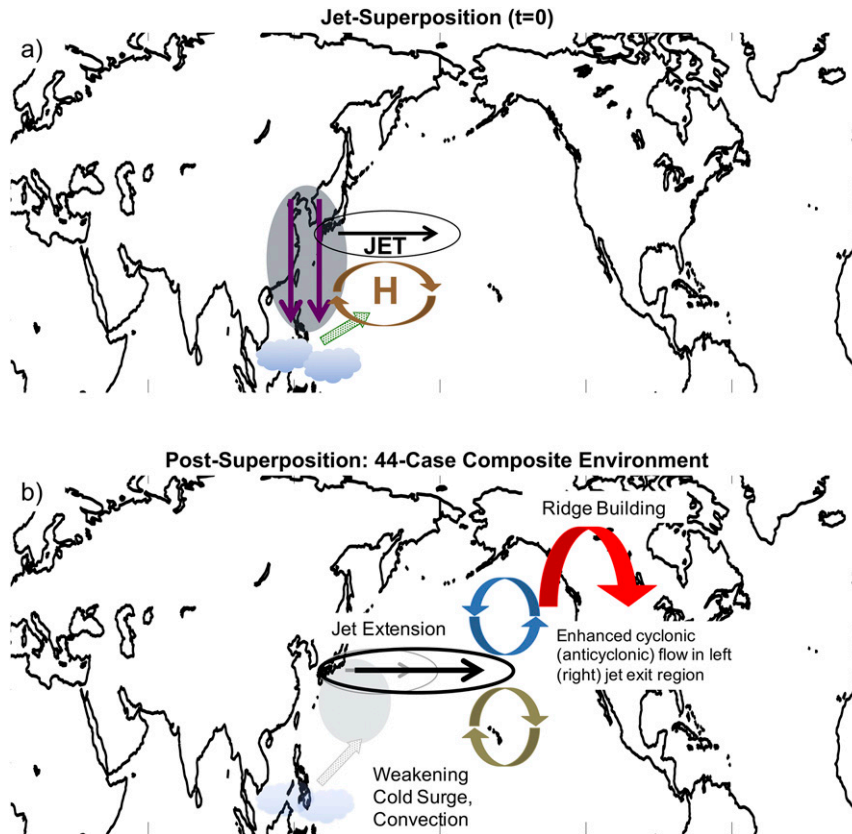 Jet-Superposition (t=0)
a)
JET
H
Post-Superposition: 44-Case Composite Environment
b)
Ridge Building
Jet Extension
Enhanced cyclonic
(anticyclonic) flow in left
(right) jet exit region
Weakening
Cold Surge,
Convection